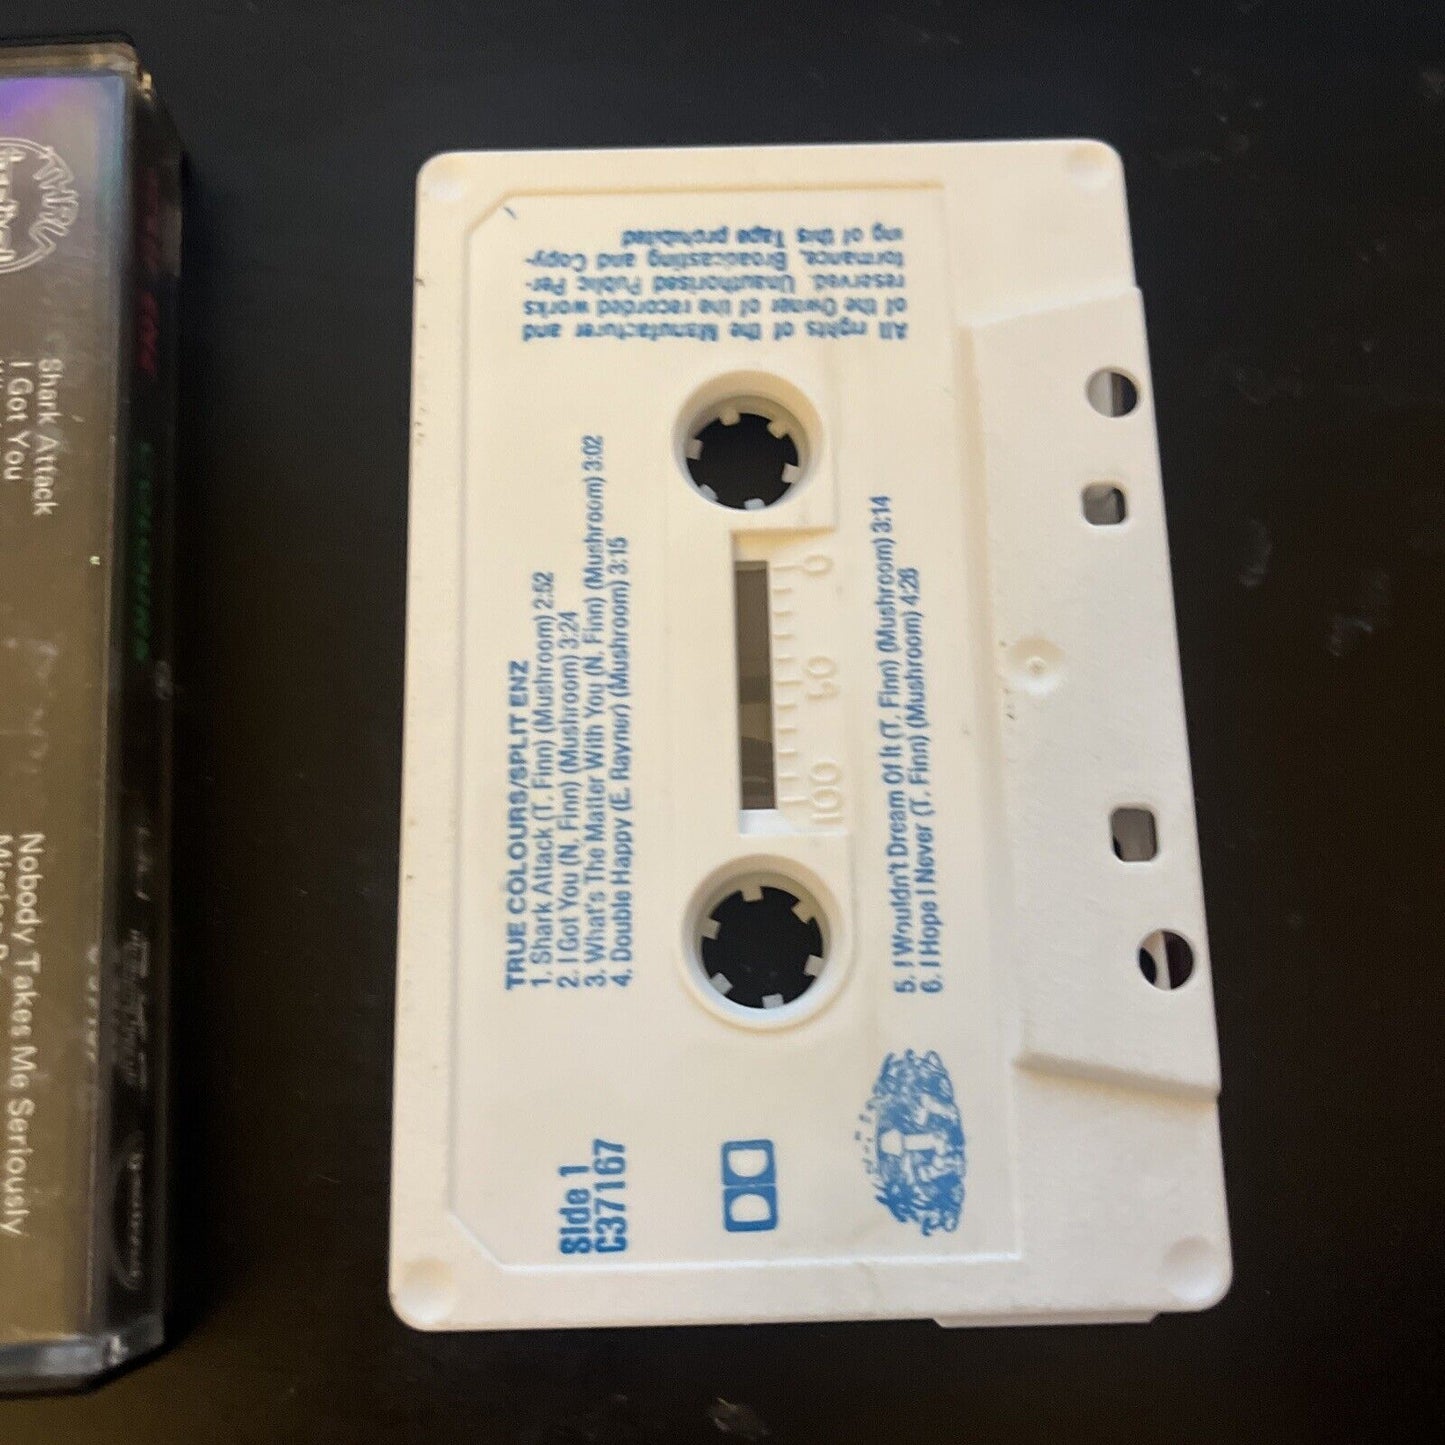 TRUE COLOURS/SPLIT ENZ
1. Shark Attack (T. Finn) (Mushroom) 2:52
2. I Got You (N. Finn) (Mushroom) 3:24
3. What's The Matter With You (N. Finn) (Mushroom) 3:02
4. Double Happy (E. Rayner) (Mushroom) 3:15
5. I Wouldn't Dream Of It (T. Finn) (Mushroom) 3:14
6. I Hope I Never (T. Finn) (Mushroom) 4:26
Side 1
C37167
100 50 0
All rights of the Manufacturer and
of the Owner of the recorded works
reserved. Unauthorised Public Per-
formance, Broadcasting and Copy-
ing of this Tape prohibited
Shark Attack
I Got You
Nobody Takes Me Seriously